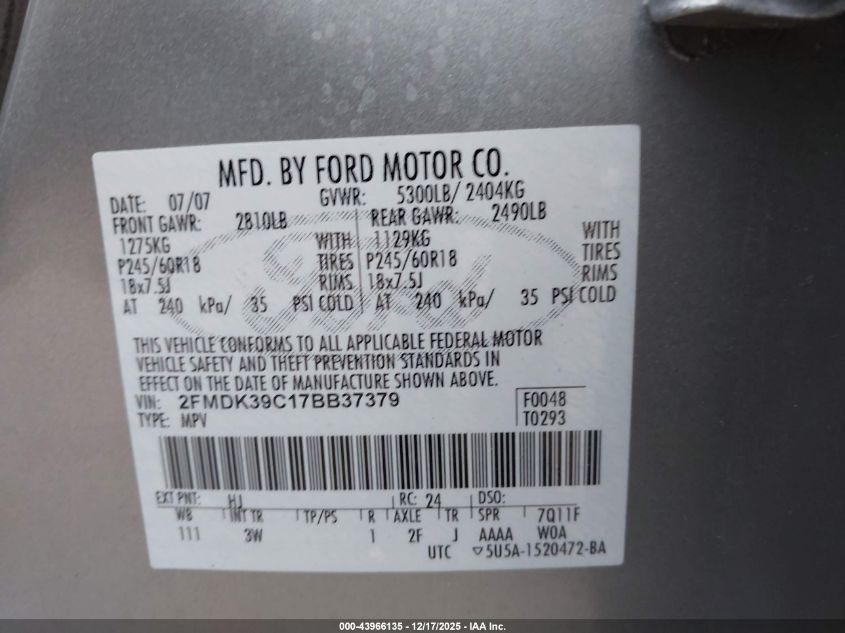 MFD. BY FORD MOTOR CO.
DATE: 07/07 GVWR: 5300LB/ 2404KG
FRONT GAWR: 2810LB REAR GAWR: 2490LB
1275KG WITH 1129KG WITH
P245/60R18 TIRES P245/60R18 TIRES
18x7.5J RIMS 18x7.5J RIMS
AT 240 kPa/ 35 PSI COLD AT 240 kPa/ 35 PSI COLD
Ford
THIS VEHICLE CONFORMS TO ALL APPLICABLE FEDERAL MOTOR
VEHICLE SAFETY AND THEFT PREVENTION STANDARDS IN
EFFECT ON THE DATE OF MANUFACTURE SHOWN ABOVE.
VIN: 2FMDK39C17BB37379 F0048
TYPE: MPV T0293
EXT PNT: HJ RC: 24 DSO:
WB INT TR TP/PS R AXLE TR SPR 7Q11F
111 3W 1 2F J AAAA WOA
UTC ▽5U5A-1520472-BA
000-43966135 - 12/17/2025 - IAA Inc.